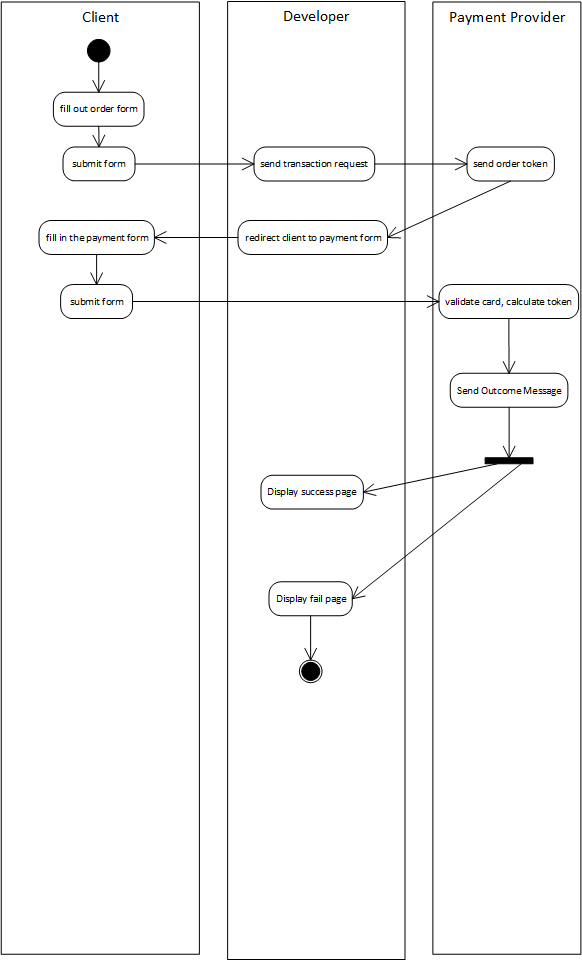 Client
Developer
Payment Provider
fill out order form
submit form
send transaction request
send order token
fill in the payment form
redirect client to payment form
submit form
validate card, calculate token
Send Outcome Message
Display success page
Display fail page